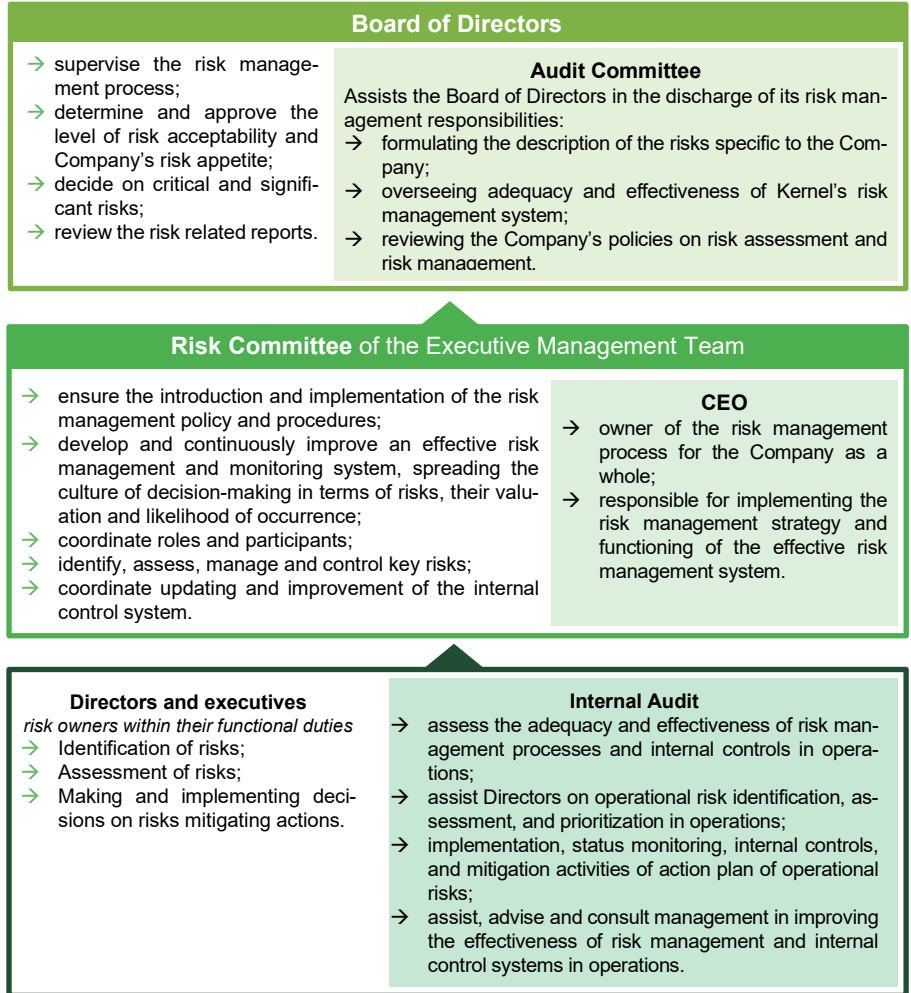 Board of Directors
→ supervise the risk manage-
ment process;
→ determine and approve the
level of risk acceptability and
Company's risk appetite;
→ decide on critical and signifi-
cant risks;
→ review the risk related reports.
Audit Committee
Assists the Board of Directors in the discharge of its risk man-
agement responsibilities:
→ formulating the description of the risks specific to the Com-
pany;
→ overseeing adequacy and effectiveness of Kernel's risk
management system;
→ reviewing the Company's policies on risk assessment and
risk management.
Risk Committee of the Executive Management Team
→ ensure the introduction and implementation of the risk
management policy and procedures;
→ develop and continuously improve an effective risk
management and monitoring system, spreading the
culture of decision-making in terms of risks, their valu-
ation and likelihood of occurrence;
→ coordinate roles and participants;
→ identify, assess, manage and control key risks;
→ coordinate updating and improvement of the internal
control system.
CEO
→ owner of the risk management
process for the Company as a
whole;
→ responsible for implementing the
risk management strategy and
functioning of the effective risk
management system.
Directors and executives
risk owners within their functional duties
→ Identification of risks;
→ Assessment of risks;
→ Making and implementing deci-
sions on risks mitigating actions.
Internal Audit
→ assess the adequacy and effectiveness of risk man-
agement processes and internal controls in opera-
tions;
→ assist Directors on operational risk identification, as-
sessment, and prioritization in operations;
→ implementation, status monitoring, internal controls,
and mitigation activities of action plan of operational
risks;
→ assist, advise and consult management in improving
the effectiveness of risk management and internal
control systems in operations.